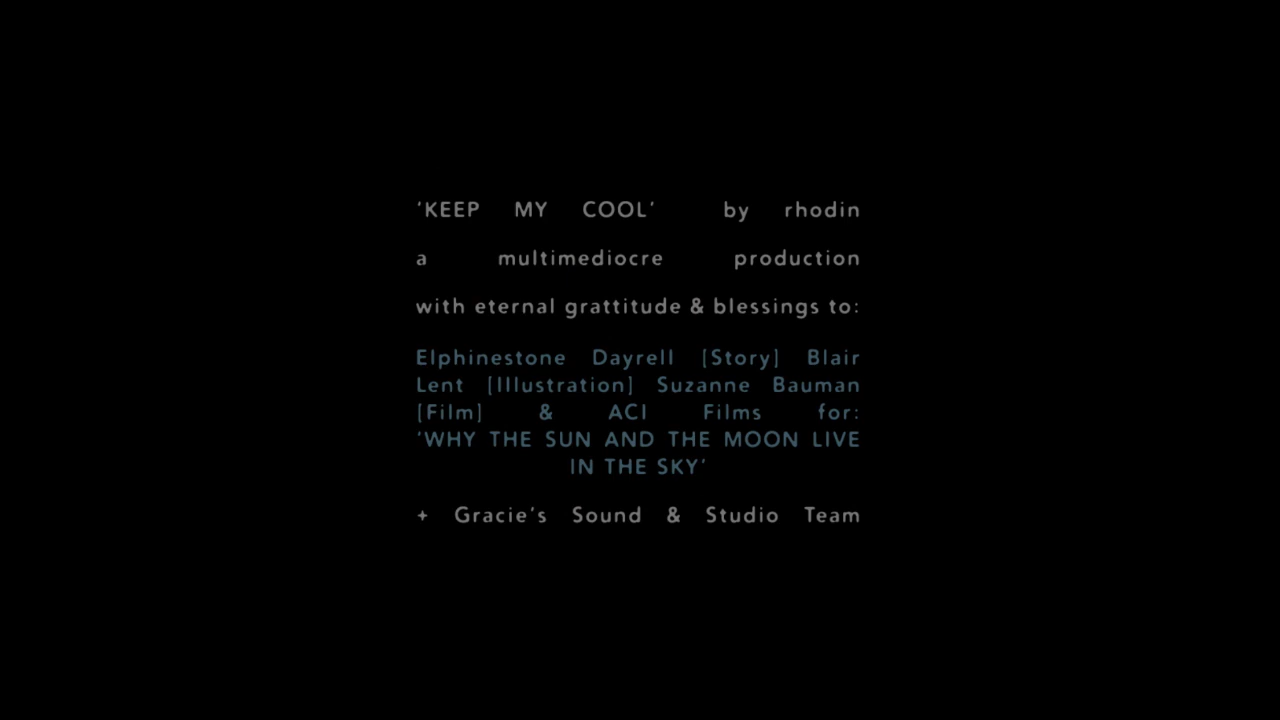 ‘KEEP MY COOL’ by rhodin
a multimediocre production
with eternal grattitude & blessings to:
Elphinestone Dayrell [Story] Blair
Lent [Illustration] Suzanne Bauman
[Film] & ACI Films for:
‘WHY THE SUN AND THE MOON LIVE
IN THE SKY’
+ Gracie’s Sound & Studio Team